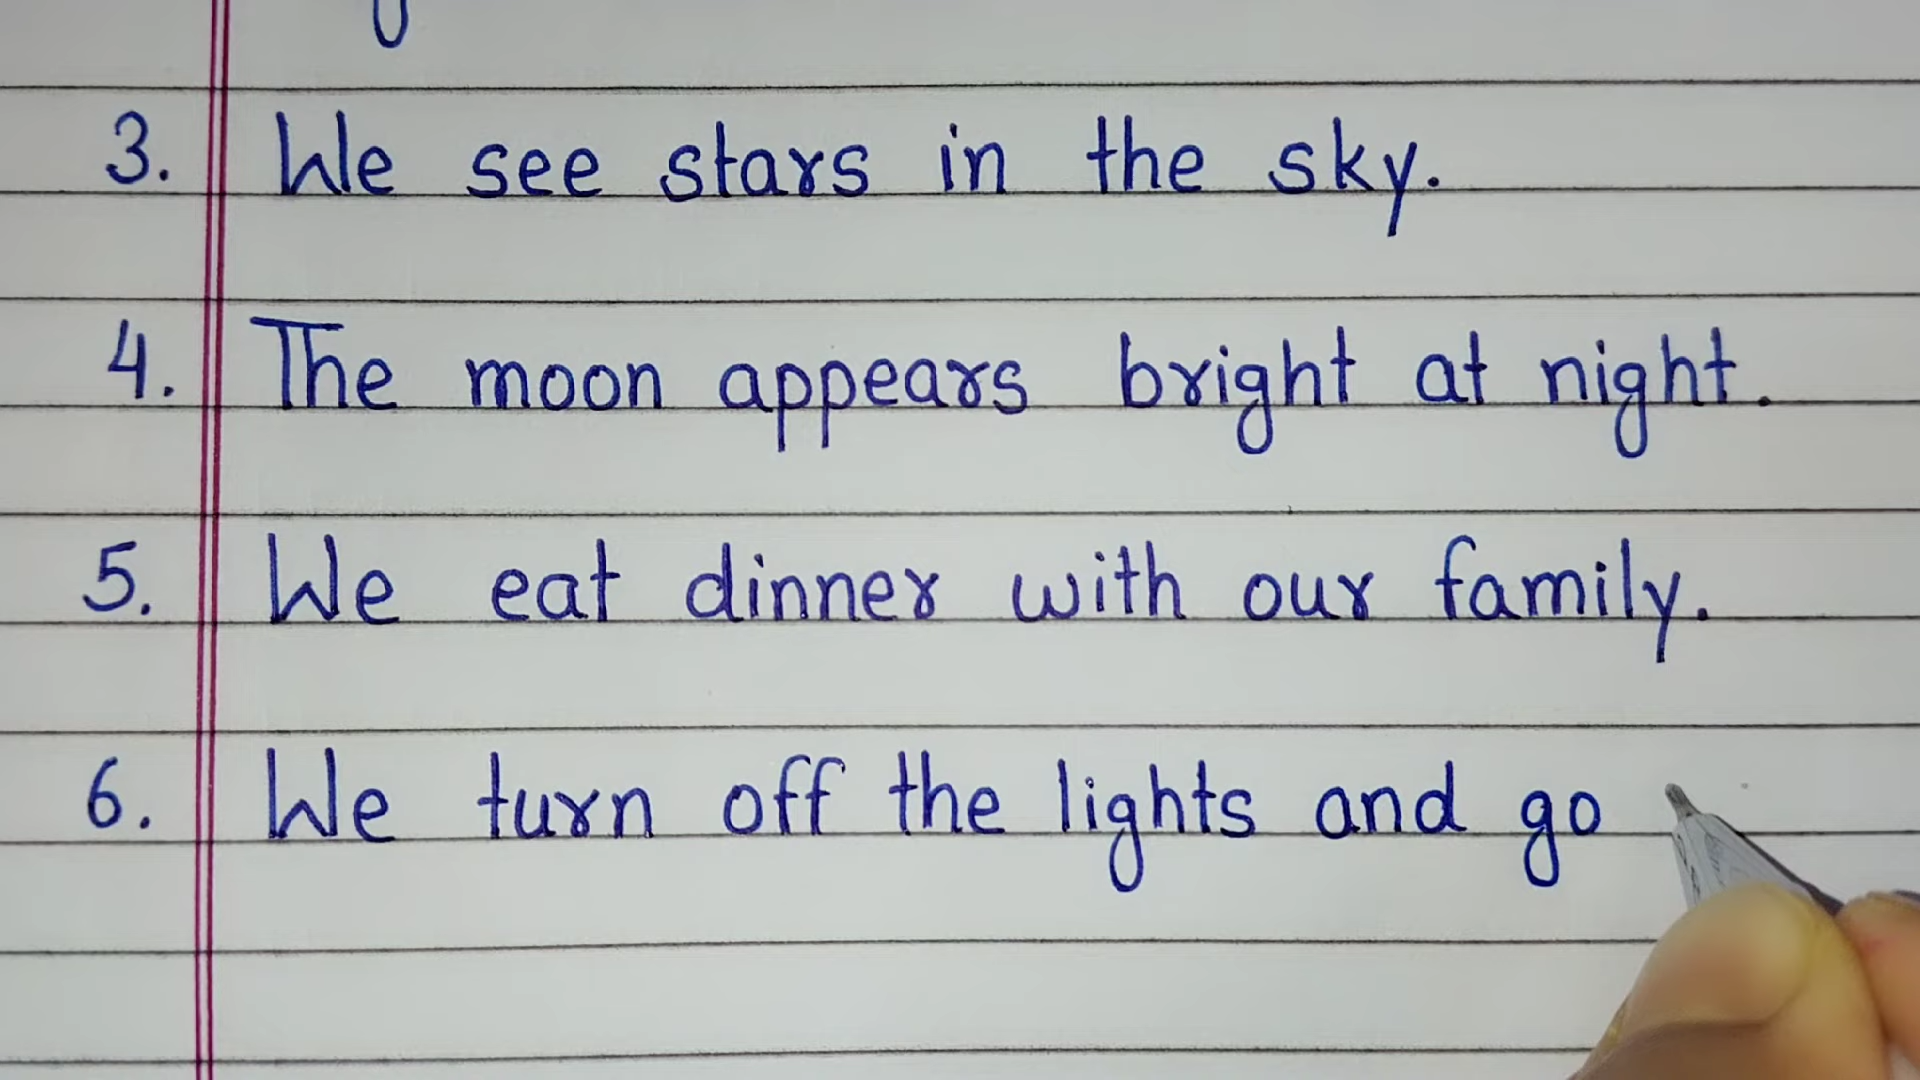 3. We see stars in the sky.
4. The moon appears bright at night.
5. We eat dinner with our family.
6. We turn off the lights and go